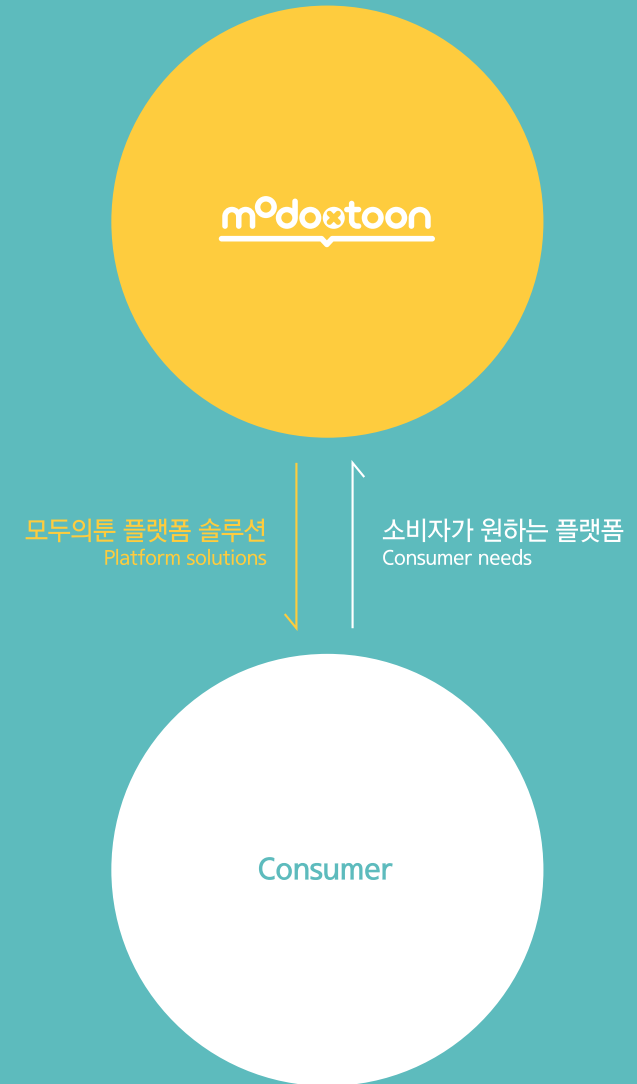 modoxtoon
모두의툰 플랫폼 솔루션
Platform solutions
소비자가 원하는 플랫폼
Consumer needs
Consumer